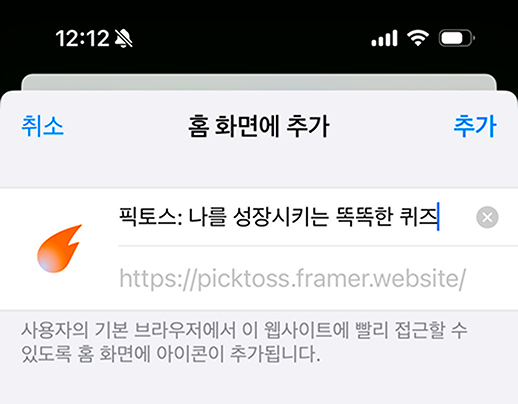 12:12
취소
홈 화면에 추가
추가
픽토스: 나를 성장시키는 똑똑한 퀴즈
https://picktoss.framer.website/
사용자의 기본 브라우저에서 이 웹사이트에 빨리 접근할 수
있도록 홈 화면에 아이콘이 추가됩니다.